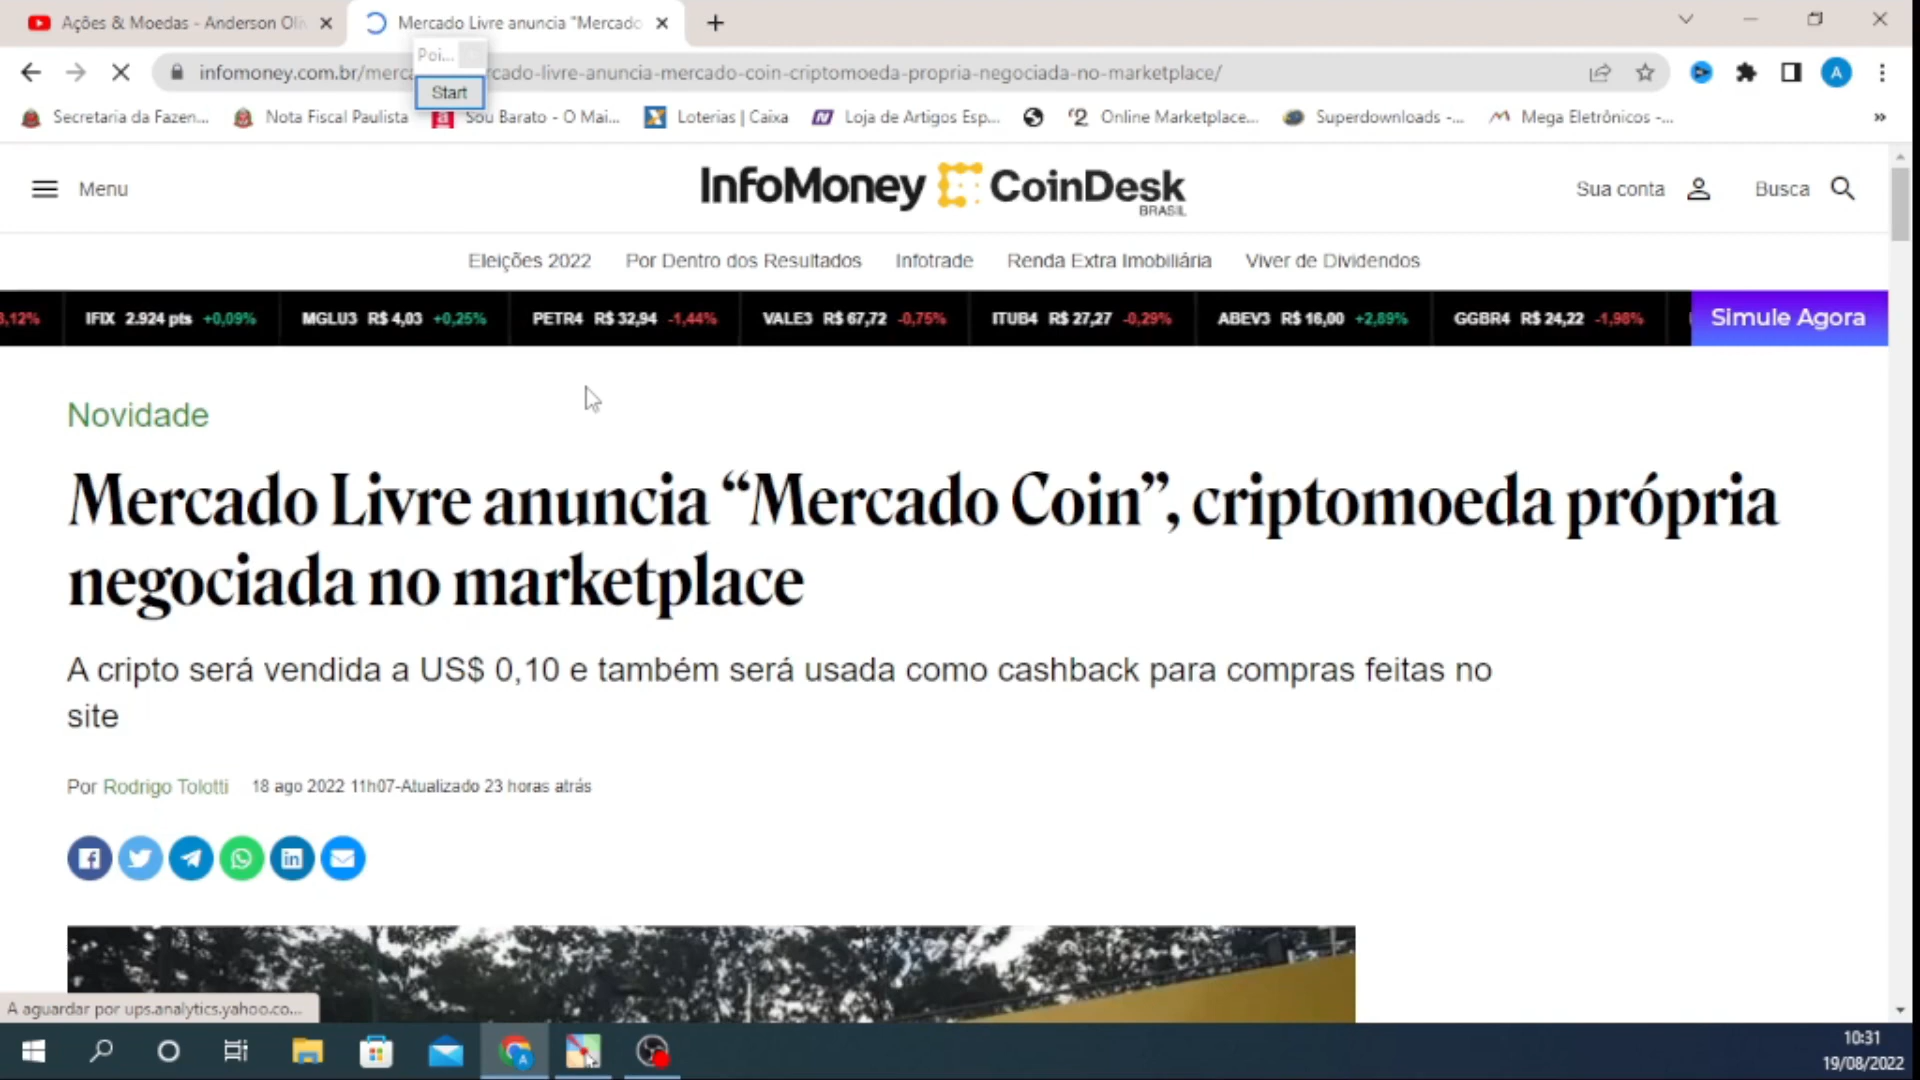 Ações & Moedas - Anderson Oli
Mercado Livre anuncia "Mercado
Poi...
Start
infomoney.com.br/merca
cado-livre-anuncia-mercado-coin-criptomoeda-propria-negociada-no-marketplace/
A
Secretaria da Fazen...
Nota Fiscal Paulista
a
Sou Barato - O Mai...
Loterias | Caixa
Loja de Artigos Esp...
Online Marketplace...
Superdownloads -...
Mega Eletrônicos -...
»
Menu
InfoMoney CoinDesk
BRASIL
Sua conta
Busca
Eleições 2022
Por Dentro dos Resultados
Infotrade
Renda Extra Imobiliária
Viver de Dividendos
3,12%
IFIX 2.924 pts +0,09%
MGLU3 R$ 4,03 +0,25%
PETR4 R$ 32,94 -1,44%
VALE3 R$ 67,72 -0,75%
ITUB4 R$ 27,27 -0,29%
ABEV3 R$ 16,00 +2,89%
GGBR4 R$ 24,22 -1,98%
Simule Agora
Novidade
Mercado Livre anuncia “Mercado Coin”, criptomoeda própria
negociada no marketplace
A cripto será vendida a US$ 0,10 e também será usada como cashback para compras feitas no
site
Por Rodrigo Tolotti 18 ago 2022 11h07-Atualizado 23 horas atrás
A aguardar por ups.analytics.yahoo.co...
10:31
19/08/2022